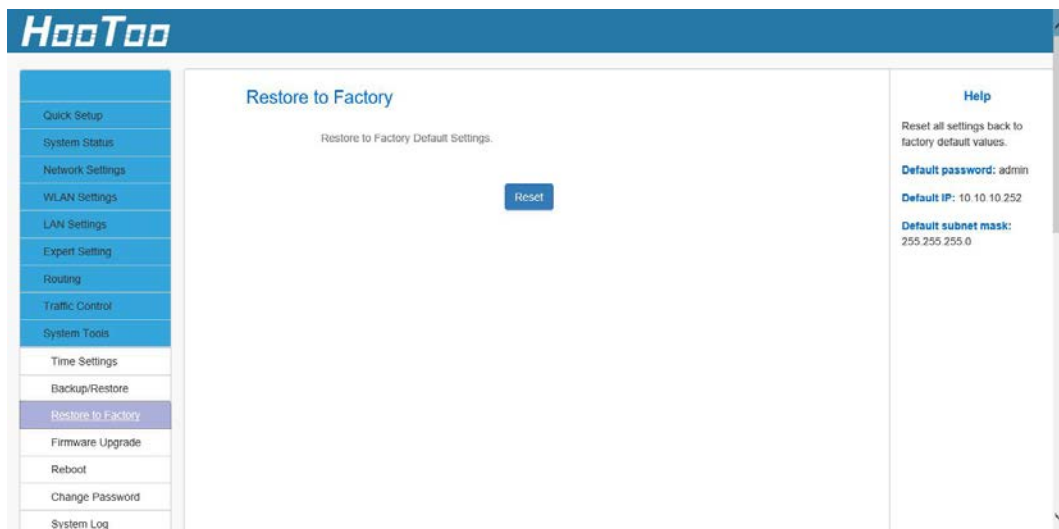 HooToo
Quick Setup
System Status
Network Settings
WLAN Settings
LAN Settings
Expert Setting
Routing
Traffic Control
System Tools
Time Settings
Backup/Restore
Restore to Factory
Firmware Upgrade
Reboot
Change Password
System Log
Restore to Factory
Restore to Factory Default Settings.
Reset
Help
Reset all settings back to
factory default values.
Default password: admin
Default IP: 10.10.10.252
Default subnet mask:
255.255.255.0